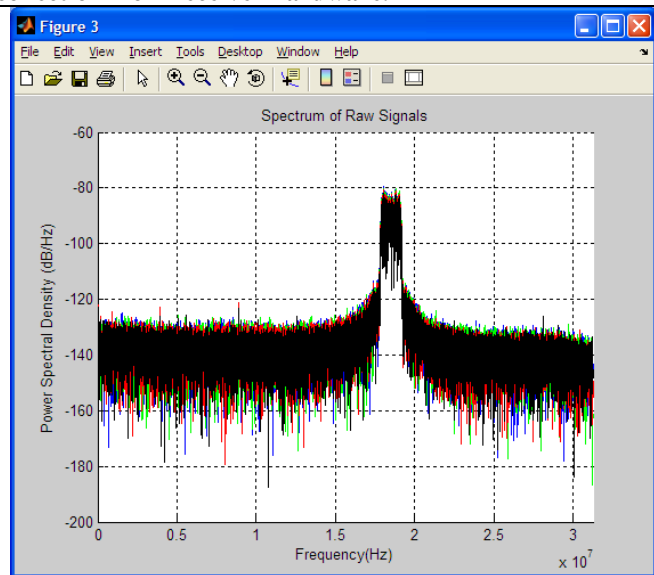 Figure 3
File Edit View Insert Tools Desktop Window Help
Spectrum of Raw Signals
Power Spectral Density (dB/Hz)
-60
-80
-100
-120
-140
-160
-180
-200
0 0.5 1 1.5 2 2.5 3
Frequency(Hz)
x 10⁷